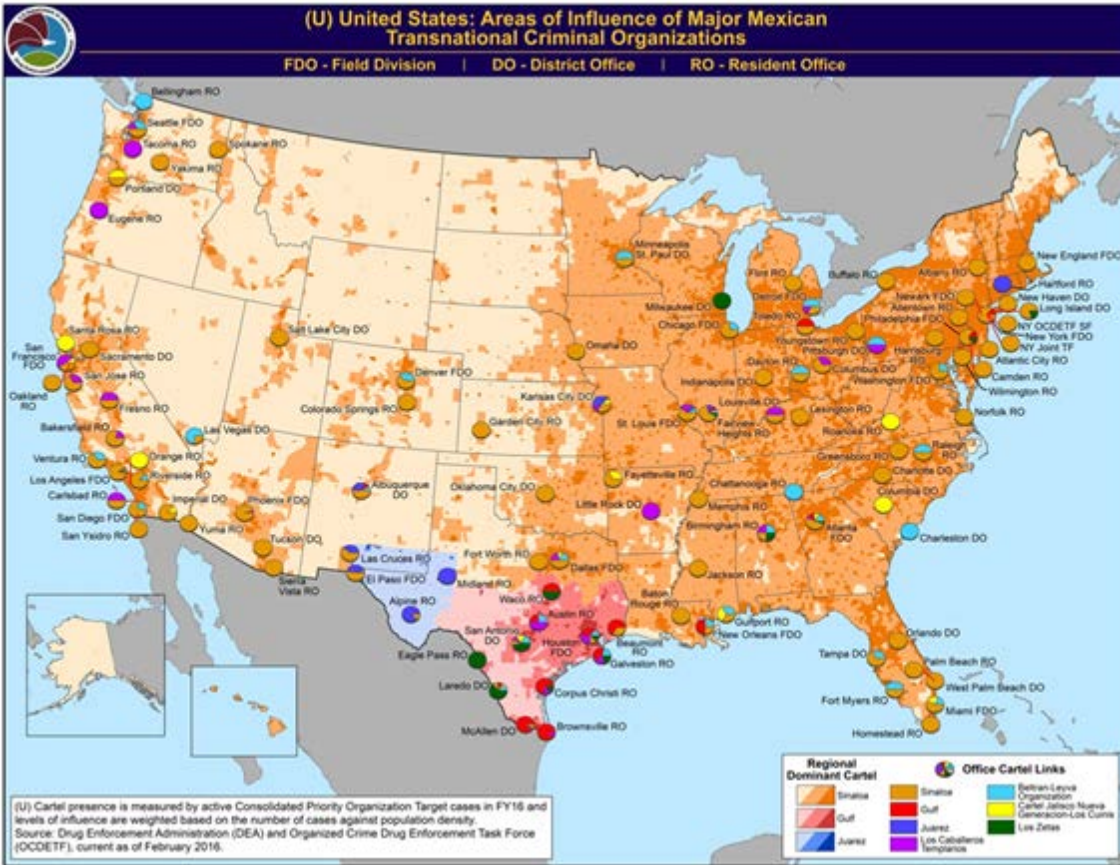 (U) United States: Areas of Influence of Major Mexican
Transnational Criminal Organizations
FDO - Field Division | DO - District Office | RO - Resident Office
Bellingham RO
Seattle FDO
Tacoma RO
Spokane RO
Yakima RO
Portland DO
Eugene RO
Minneapolis
St. Paul DO
Milwaukee DO
Chicago FDO
Flint RO
Detroit FDO
Toledo RO
Buffalo RO
Albany RO
New England FDO
Hartford RO
New Haven DO
Long Island DO
Newark FDO
Allentown RO
Philadelphia FDO
NY OCDETF SF
New York FDO
NY Joint TF
Youngstown RO
Pittsburgh DO
Harrisburg
RO
Atlantic City RO
Camden RO
Wilmington RO
Washington FDO
Columbus DO
Dayton RO
Indianapolis DO
Santa Rosa RO
San
Francisco
FDO
Sacramento DO
San Jose RO
Oakland
RO
Fresno RO
Bakersfield RO
Ventura RO
Los Angeles FDO
Orange RO
Riverside RO
Carlsbad RO
San Diego FDO
San Ysidro RO
Imperial DO
Yuma RO
Las Vegas DO
Salt Lake City DO
Denver FDO
Colorado Springs RO
Omaha DO
Kansas City DO
Garden City RO
St. Louis FDO
Fairview
Heights RO
Louisville DO
Lexington RO
Roanoke RO
Norfolk RO
Greensboro RO
Raleigh
RO
Charlotte DO
Columbia DO
Charleston DO
Chattanooga RO
Fayetteville RO
Oklahoma City DO
Little Rock DO
Memphis RO
Birmingham RO
Atlanta
FDO
Jackson RO
Albuquerque
DO
Phoenix FDO
Tucson DO
Sierra
Vista RO
Las Cruces RO
El Paso FDO
Midland RO
Alpine RO
Fort Worth RO
Dallas FDO
Waco RO
Austin RO
San Antonio
DO
Houston
FDO
Beaumont
RO
Galveston RO
Eagle Pass RO
Laredo DO
Corpus Christi RO
McAllen DO
Brownsville RO
Baton
Rouge RO
Gulfport RO
New Orleans FDO
Orlando DO
Tampa DO
Palm Beach RO
West Palm Beach DO
Fort Myers RO
Miami FDO
Homestead RO
Regional
Dominant Cartel
Sinaloa
Gulf
Juarez
Office Cartel Links
Sinaloa
Gulf
Juarez
Los Caballeros
Templarios
Beltran-Leyva
Organization
Cartel Jalisco Nueva
Generacion-Los Cuinis
Los Zetas
(U) Cartel presence is measured by active Consolidated Priority Organization Target cases in FY16 and
levels of influence are weighted based on the number of cases against population density.
Source: Drug Enforcement Administration (DEA) and Organized Crime Drug Enforcement Task Force
(OCDETF), current as of February 2016.